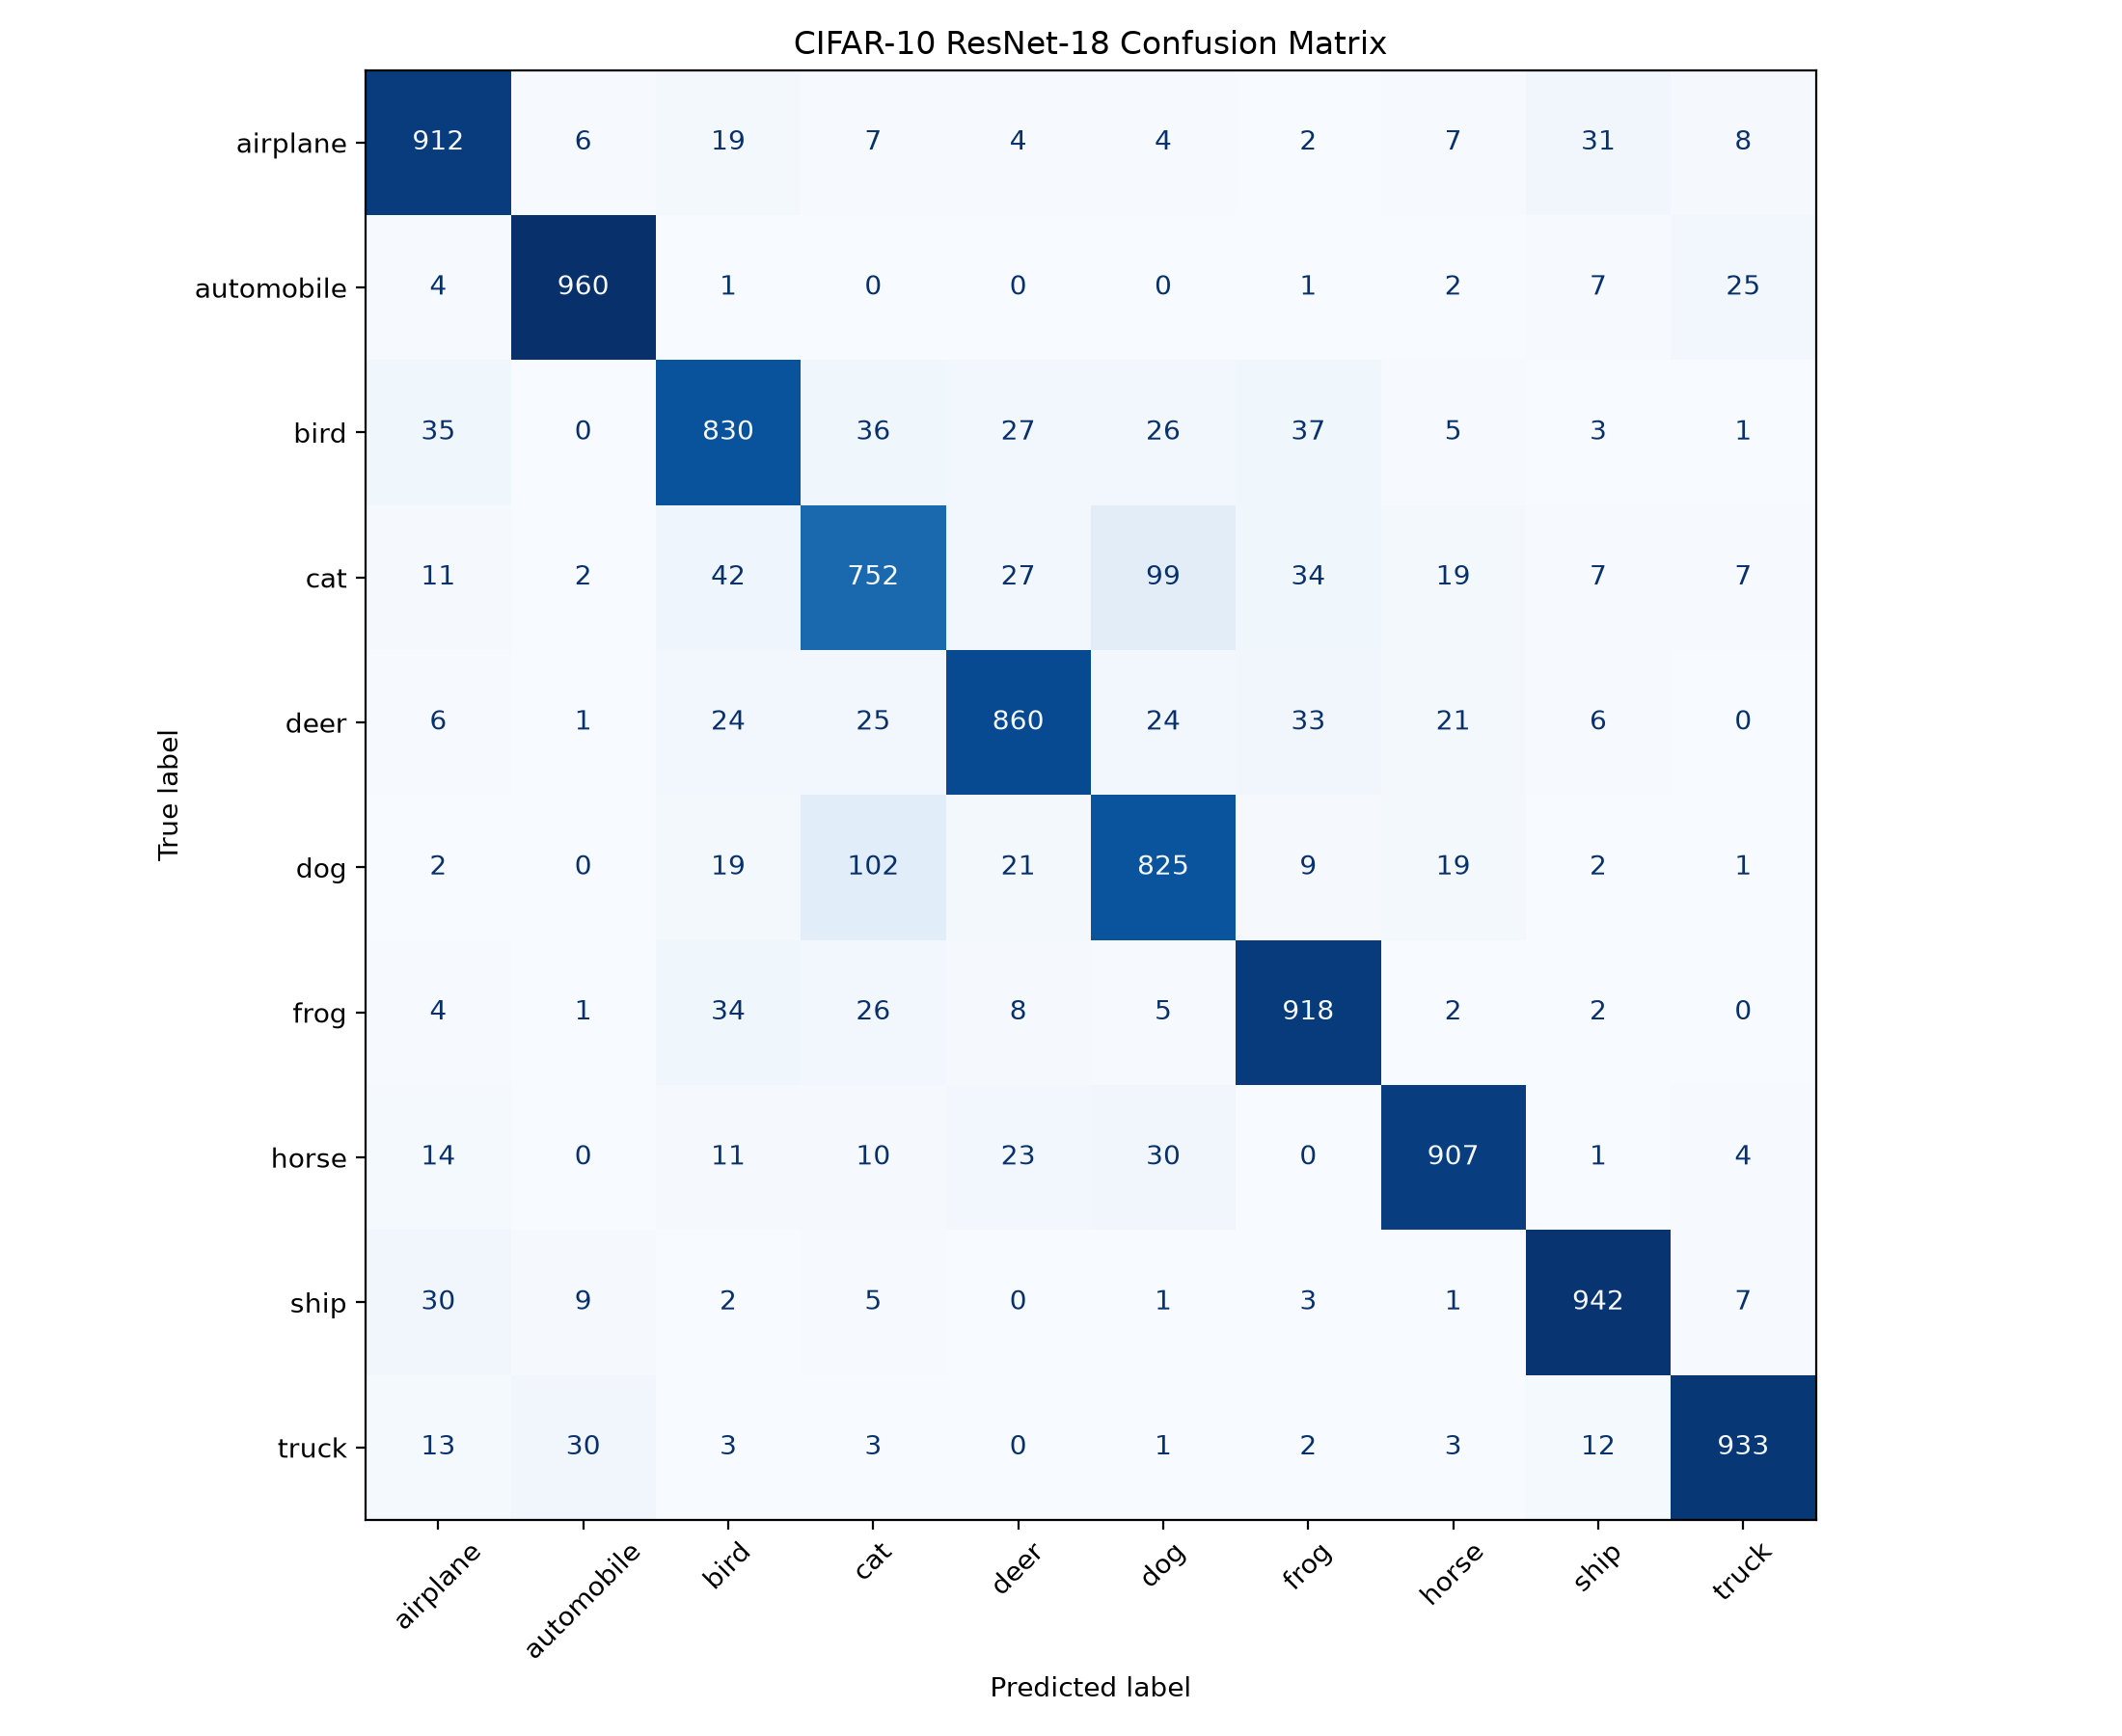 CIFAR-10 ResNet-18 Confusion Matrix
airplane 912 6 19 7 4 4 2 7 31 8
automobile 4 960 1 0 0 0 1 2 7 25
bird 35 0 830 36 27 26 37 5 3 1
cat 11 2 42 752 27 99 34 19 7 7
deer 6 1 24 25 860 24 33 21 6 0
dog 2 0 19 102 21 825 9 19 2 1
frog 4 1 34 26 8 5 918 2 2 0
horse 14 0 11 10 23 30 0 907 1 4
ship 30 9 2 5 0 1 3 1 942 7
truck 13 30 3 3 0 1 2 3 12 933
True label
airplane automobile bird cat deer dog frog horse ship truck
Predicted label